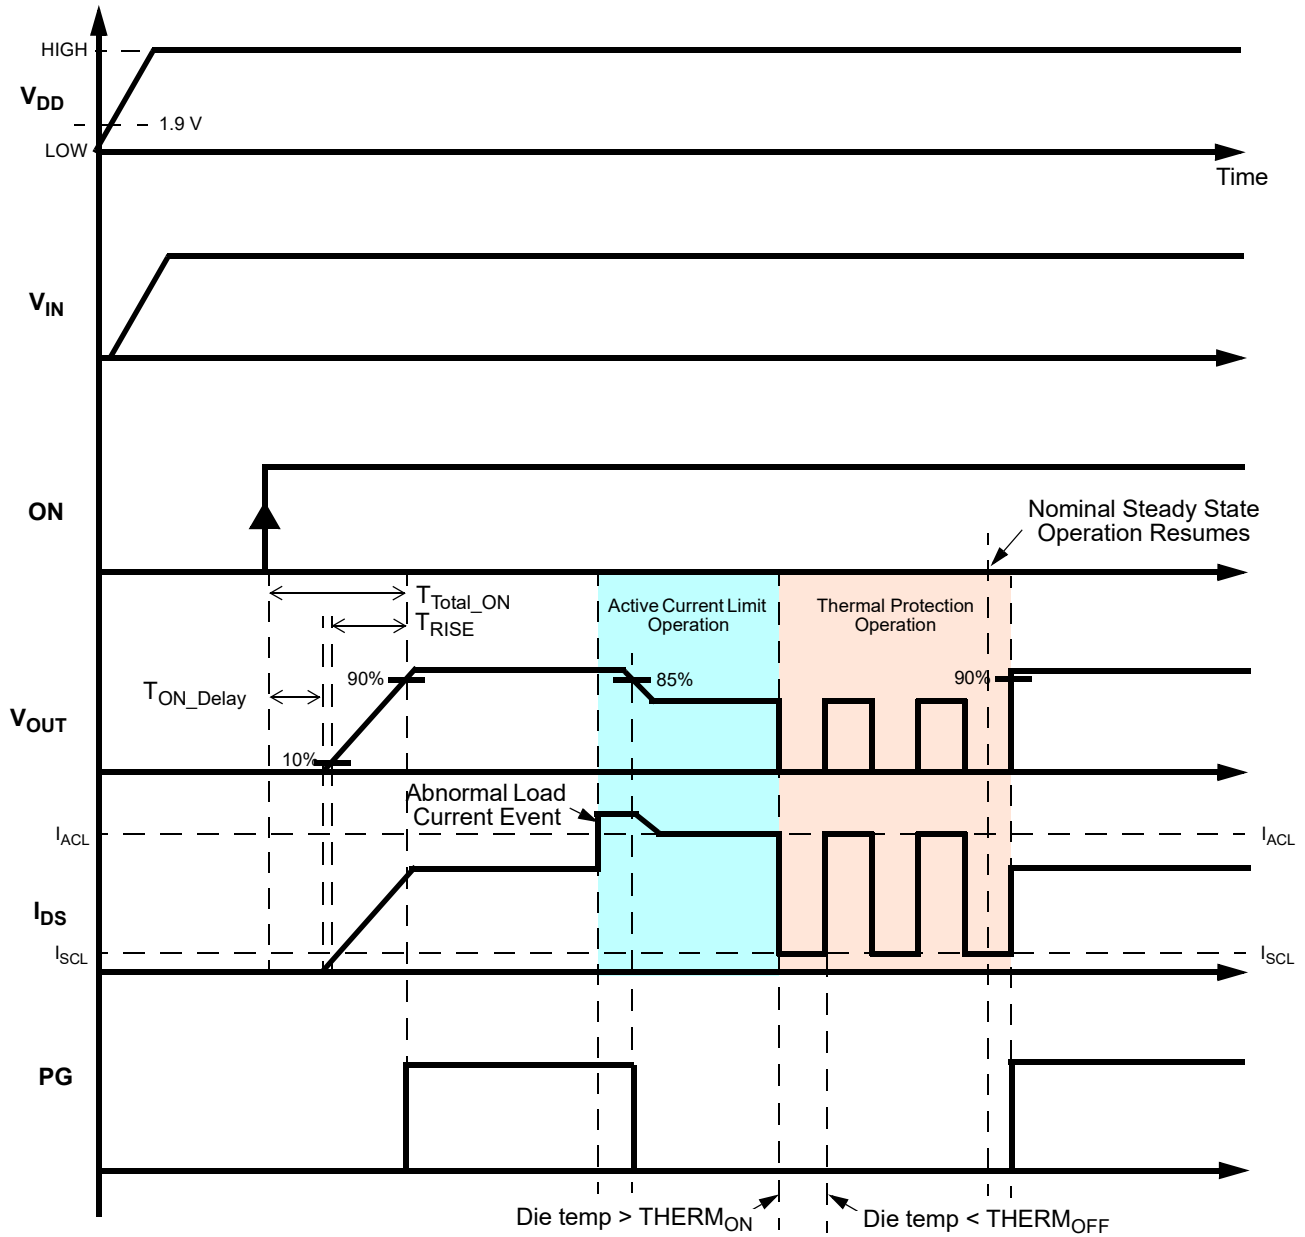 HIGH
VDD
1.9 V
LOW
Time
VIN
ON
Nominal Steady State
Operation Resumes
TTotal_ON
TRISE
Active Current Limit
Operation
Thermal Protection
Operation
90%
85%
90%
TON_Delay
VOUT
10%
Abnormal Load
Current Event
IACL
IACL
IDS
ISCL
ISCL
PG
Die temp > THERMON
Die temp < THERMOFF